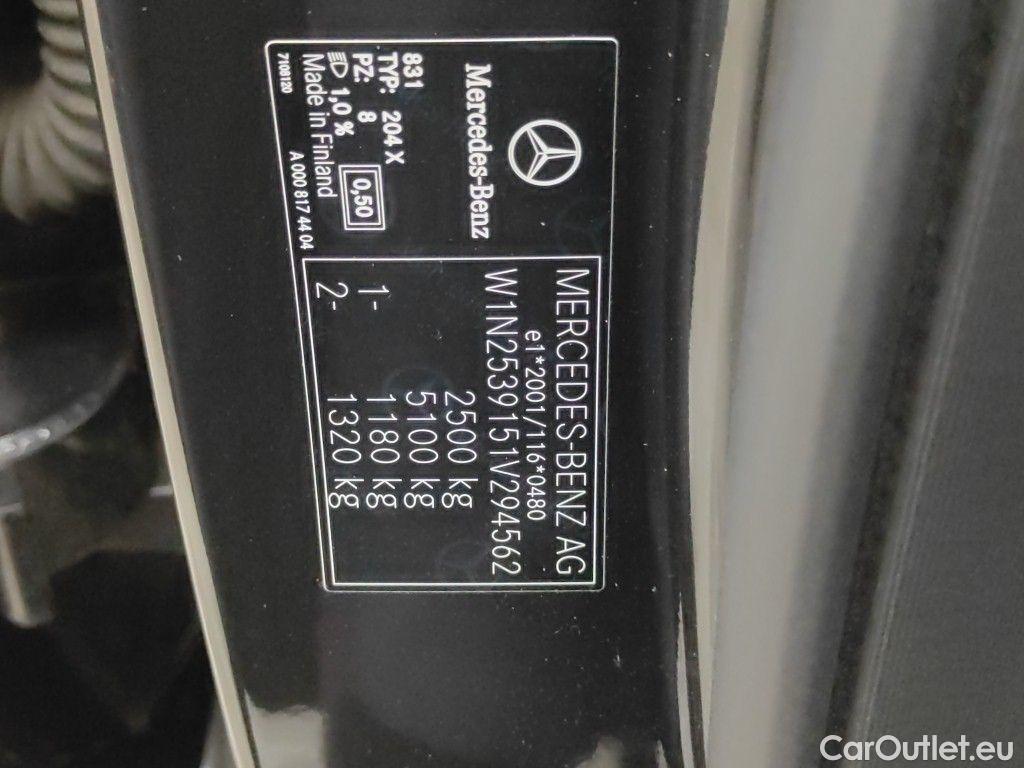 Mercedes-Benz
831
TYP: 204 X
PZ: 8
1,0 % 0,50
Made in Finland
7108120 A 000 817 44 04
MERCEDES-BENZ AG
e1*2001/116*0480
W1N2539151V294562
2500 kg
5100 kg
1- 1180 kg
2- 1320 kg
CarOutlet.eu